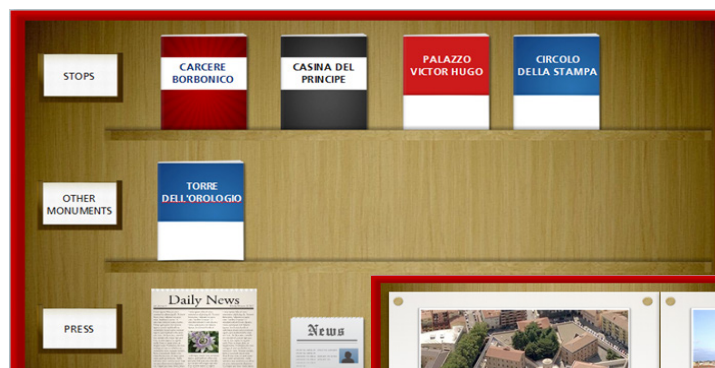 STOPS
CARCERE
BORBONICO
CASINA DEL
PRINCIPE
PALAZZO
VICTOR HUGO
CIRCOLO
DELLA STAMPA
OTHER
MONUMENTS
TORRE
DELL'OROLOGIO
PRESS
Daily News
News